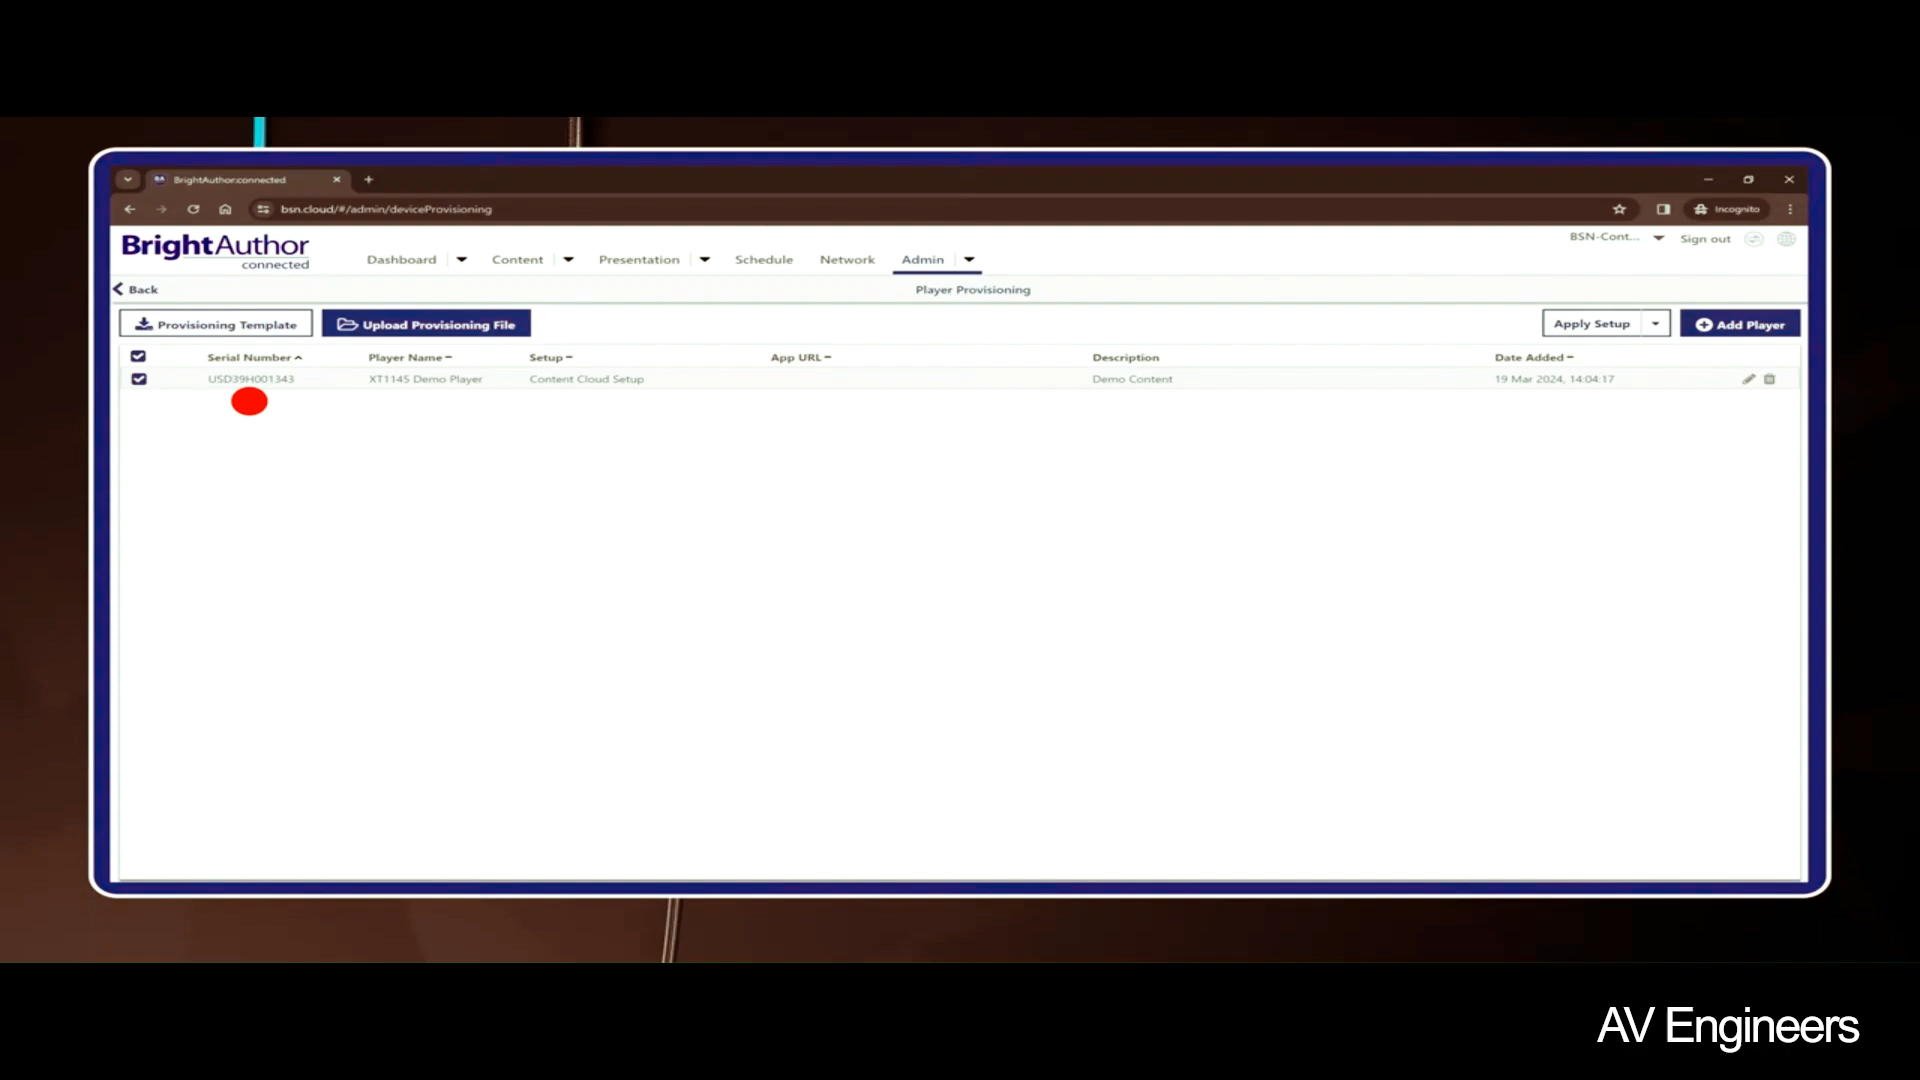 BrightAuthor:connected
bsn.cloud/#/admin/deviceProvisioning
Incognito
BrightAuthor
connected
Dashboard Content Presentation Schedule Network Admin
BSN-Cont... Sign out
Back
Player Provisioning
Provisioning Template Upload Provisioning File Apply Setup Add Player
Serial Number Player Name Setup App URL Description Date Added
USD39H001343 XT1145 Demo Player Content Cloud Setup Demo Content 19 Mar 2024, 14:04:17
AV Engineers